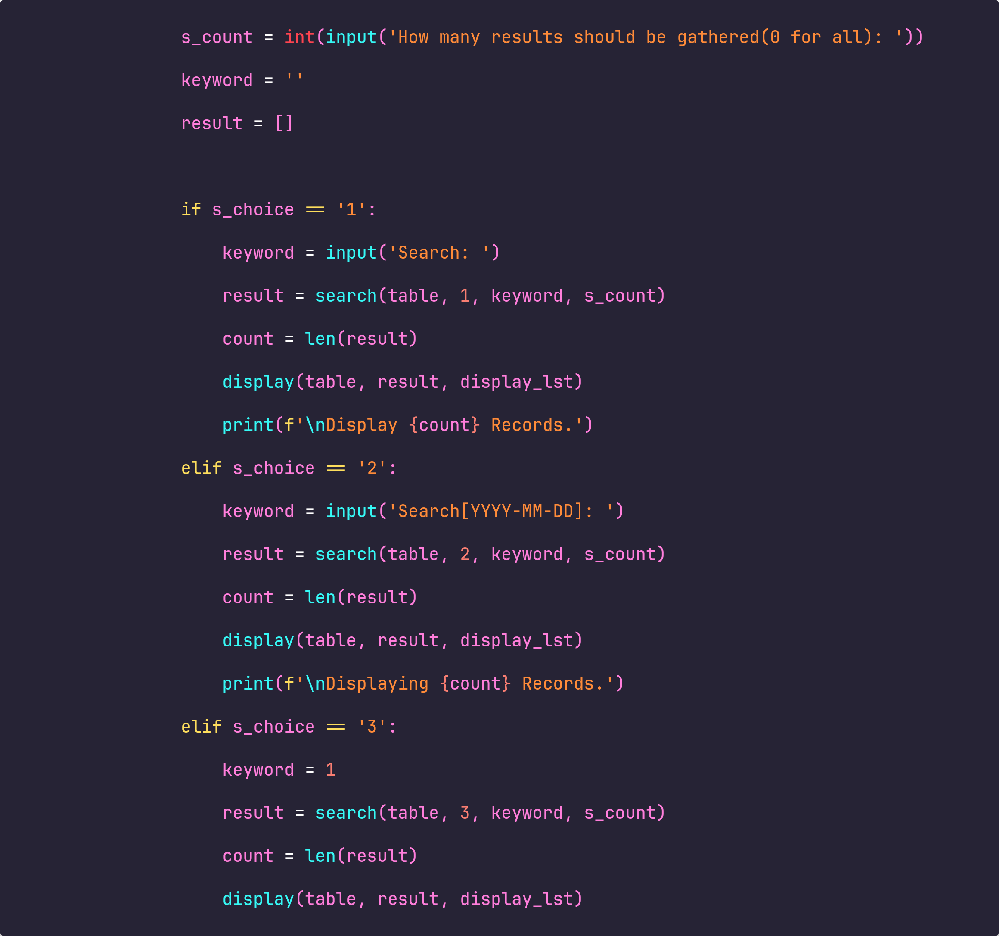 s_count = int(input('How many results should be gathered(0 for all): '))
keyword = ''
result = []
if s_choice == '1':
    keyword = input('Search: ')
    result = search(table, 1, keyword, s_count)
    count = len(result)
    display(table, result, display_lst)
    print(f'\nDisplay {count} Records.')
elif s_choice == '2':
    keyword = input('Search[YYYY-MM-DD]: ')
    result = search(table, 2, keyword, s_count)
    count = len(result)
    display(table, result, display_lst)
    print(f'\nDisplaying {count} Records.')
elif s_choice == '3':
    keyword = 1
    result = search(table, 3, keyword, s_count)
    count = len(result)
    display(table, result, display_lst)